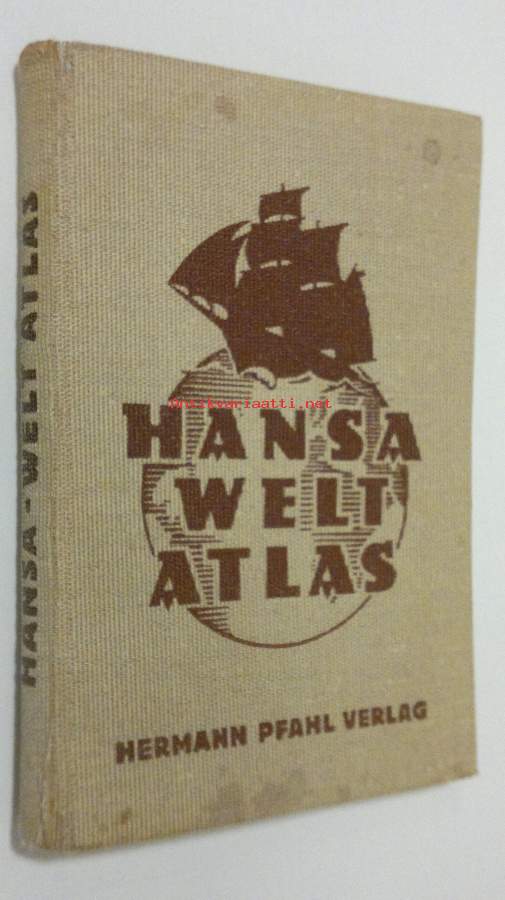 HANSA-WELT ATLAS
Antikvariaatti.net
HANSA
WELT
ATLAS
HERMANN PFAHL VERLAG